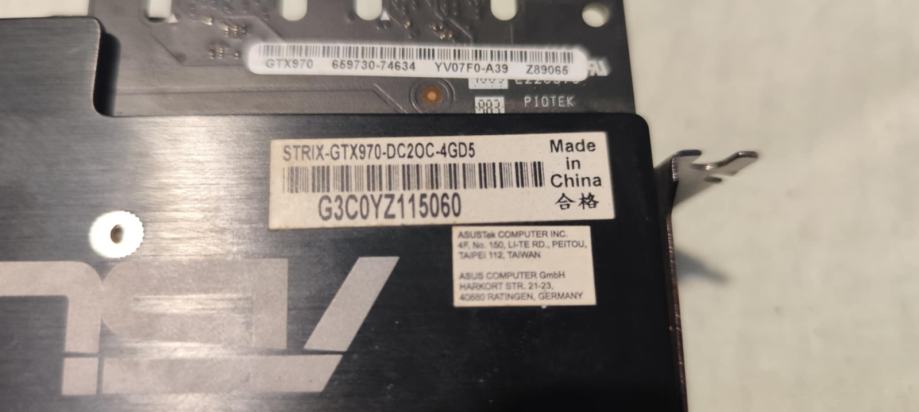 GTX970 659730-74634 YV07F0-A39 Z89065
PIOTEK
STRIX-GTX970-DC2OC-4GD5
Made
in
China
合格
G3C0YZ115060
ASUSTek COMPUTER INC.
4F, No. 150, LI-TE RD., PEITOU,
TAIPEI 112, TAIWAN
ASUS COMPUTER GmbH
HARKORT STR. 21-23,
40880 RATINGEN, GERMANY